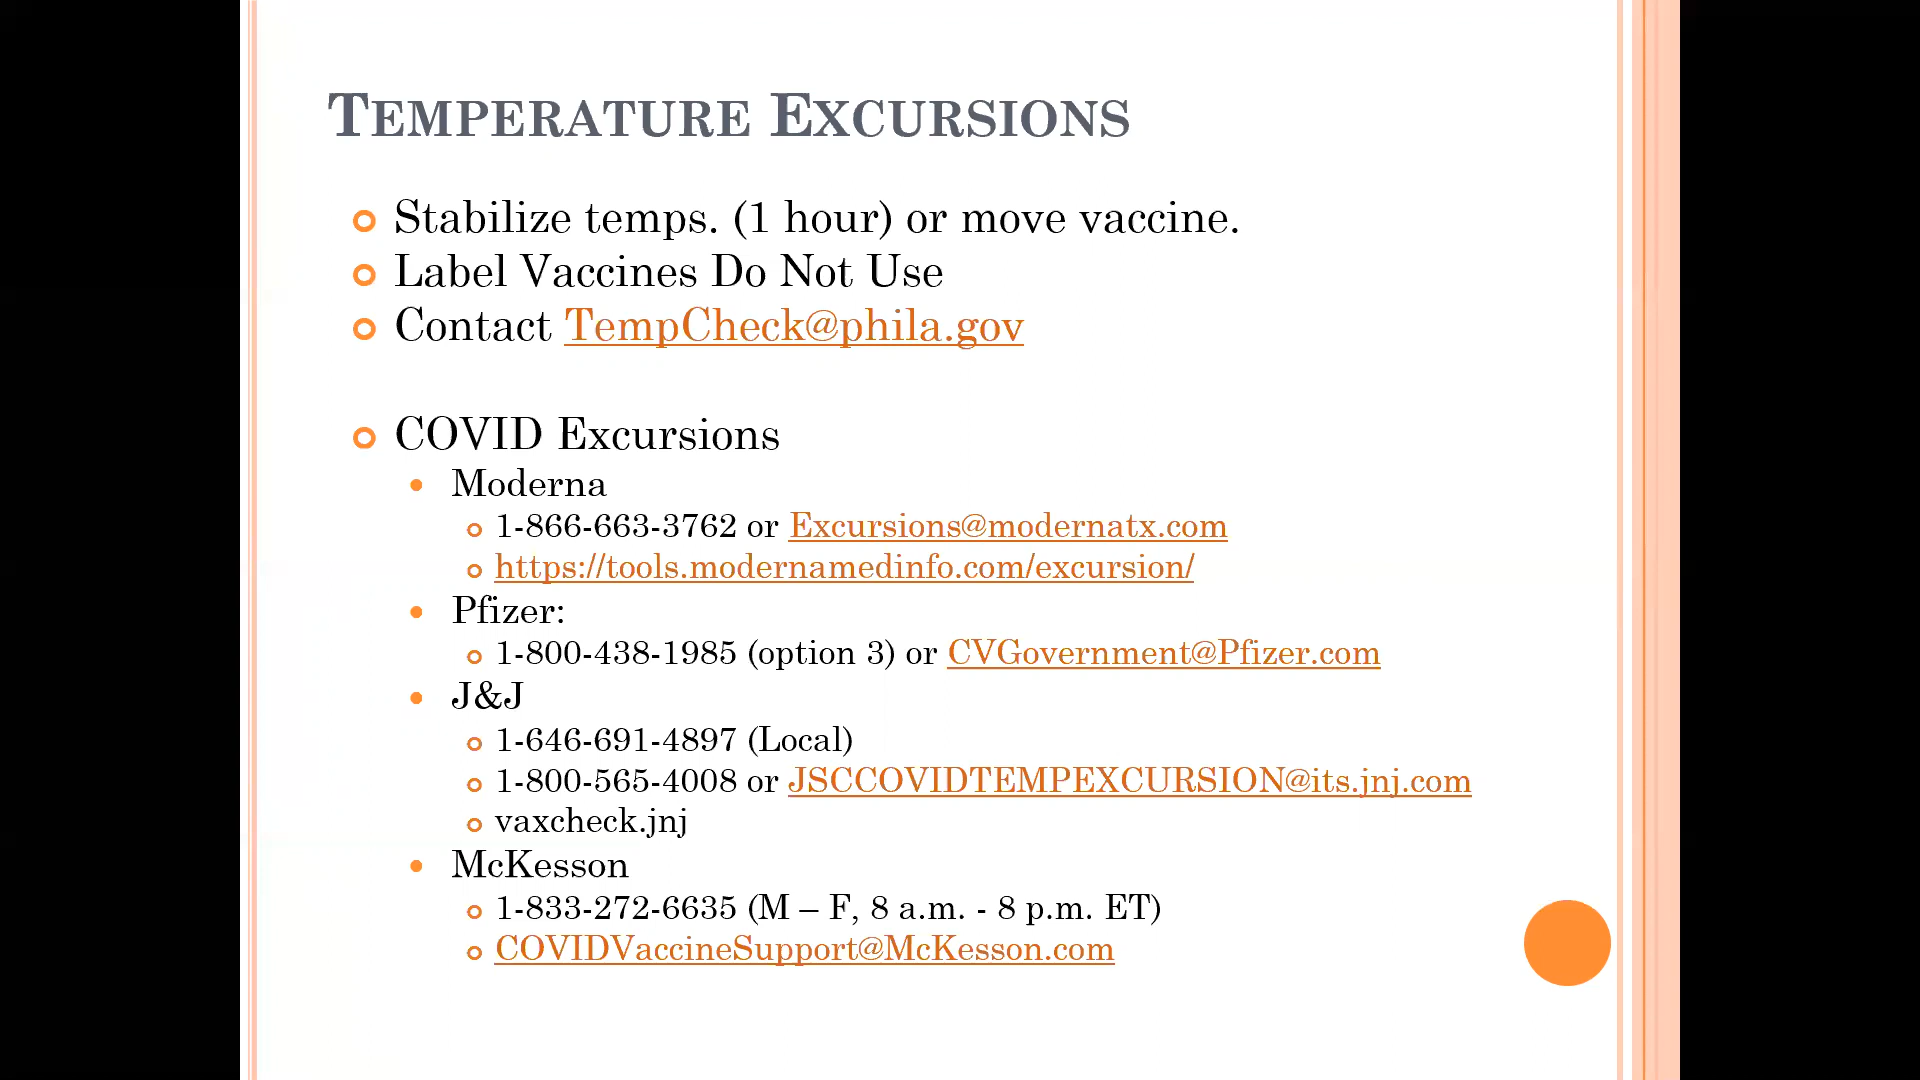 TEMPERATURE EXCURSIONS
Stabilize temps. (1 hour) or move vaccine.
Label Vaccines Do Not Use
Contact TempCheck@phila.gov
COVID Excursions
Moderna
1-866-663-3762 or Excursions@modernatx.com
https://tools.modernamedinfo.com/excursion/
Pfizer:
1-800-438-1985 (option 3) or CVGovernment@Pfizer.com
J&J
1-646-691-4897 (Local)
1-800-565-4008 or JSCCOVIDTEMPEXCURSION@its.jnj.com
vaxcheck.jnj
McKesson
1-833-272-6635 (M – F, 8 a.m. - 8 p.m. ET)
COVIDVaccineSupport@McKesson.com